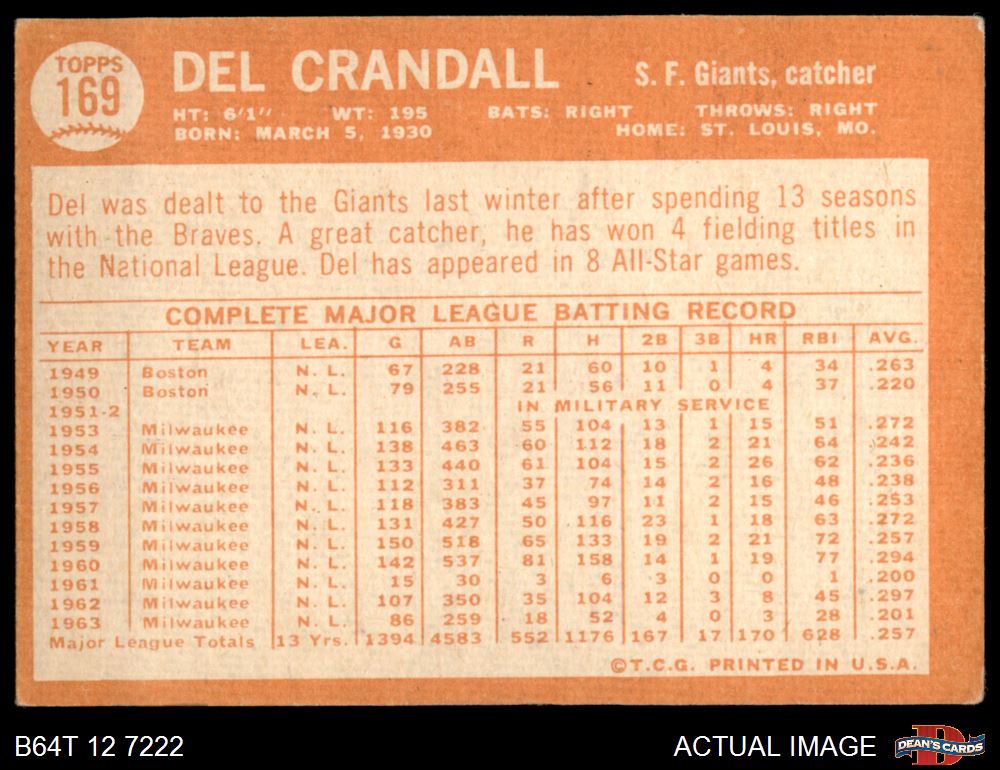 TOPPS
169
DEL CRANDALL
S. F. Giants, catcher
HT: 6'1" WT: 195 BATS: RIGHT THROWS: RIGHT
BORN: MARCH 5, 1930 HOME: ST. LOUIS, MO.
Del was dealt to the Giants last winter after spending 13 seasons
with the Braves. A great catcher, he has won 4 fielding titles in
the National League. Del has appeared in 8 All-Star games.
COMPLETE MAJOR LEAGUE BATTING RECORD
YEAR TEAM LEA. G AB R H 2B 3B HR RBI AVG.
1949 Boston N. L. 67 228 21 60 10 1 4 34 .263
1950 Boston N. L. 79 255 21 56 11 0 4 37 .220
1951-2 IN MILITARY SERVICE
1953 Milwaukee N. L. 116 382 55 104 13 1 15 51 .272
1954 Milwaukee N. L. 138 463 60 112 18 2 21 64 .242
1955 Milwaukee N. L. 133 440 61 104 15 2 26 62 .236
1956 Milwaukee N. L. 112 311 37 74 14 2 16 48 .238
1957 Milwaukee N. L. 118 383 45 97 11 2 15 46 .253
1958 Milwaukee N. L. 131 427 50 116 23 1 18 63 .272
1959 Milwaukee N. L. 150 518 65 133 19 2 21 72 .257
1960 Milwaukee N. L. 142 537 81 158 14 1 19 77 .294
1961 Milwaukee N. L. 15 30 3 6 3 0 0 1 .200
1962 Milwaukee N. L. 107 350 35 104 12 3 8 45 .297
1963 Milwaukee N. L. 86 259 18 52 4 0 3 28 .201
Major League Totals 13 Yrs. 1394 4583 552 1176 167 17 170 628 .257
©T.C.G. PRINTED IN U.S.A.
B64T 12 7222
ACTUAL IMAGE
D
DEAN'S CARDS